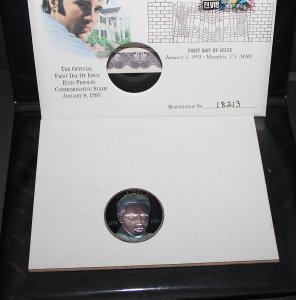 ELVIS
FIRST DAY OF ISSUE
January 8, 1993 · Memphis, TN 38101
THE OFFICIAL
FIRST DAY OF ISSUE
ELVIS PRESLEY
COMMEMORATIVE STAMP
JANUARY 8, 1993
REGISTRATION NO. 18213